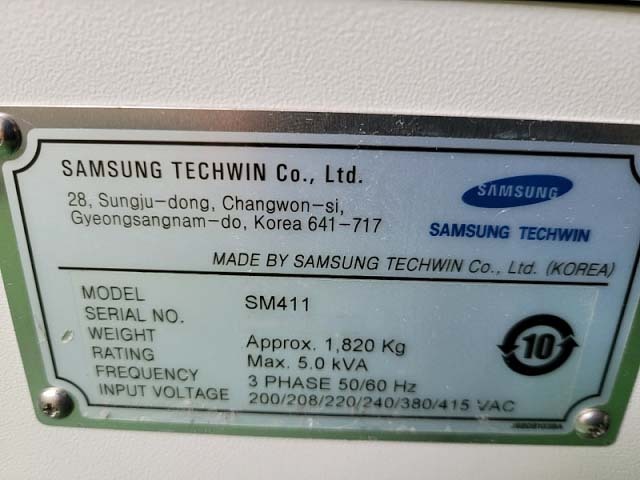 SAMSUNG TECHWIN Co., Ltd.
28, Sungju-dong, Changwon-si,
Gyeongsangnam-do, Korea 641-717
SAMSUNG
SAMSUNG TECHWIN
MADE BY SAMSUNG TECHWIN Co., Ltd. (KOREA)
MODEL SM411
SERIAL NO.
WEIGHT Approx. 1,820 Kg
RATING Max. 5.0 kVA
FREQUENCY 3 PHASE 50/60 Hz
INPUT VOLTAGE 200/208/220/240/380/415 VAC
10